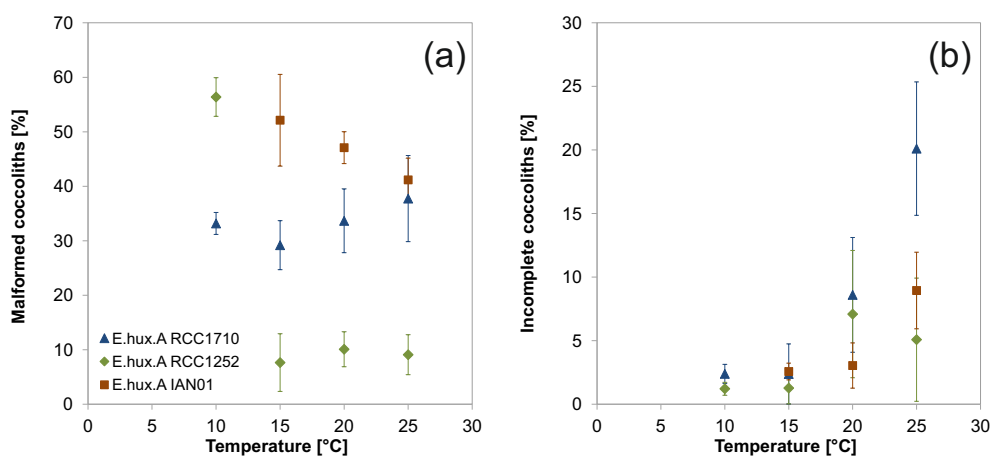 (a)
Malformed coccoliths [%]
70
60
50
40
30
20
10
0
E.hux.A RCC1710
E.hux.A RCC1252
E.hux.A IAN01
0 5 10 15 20 25 30
Temperature [°C]
(b)
Incomplete coccoliths [%]
30
25
20
15
10
5
0
0 5 10 15 20 25 30
Temperature [°C]